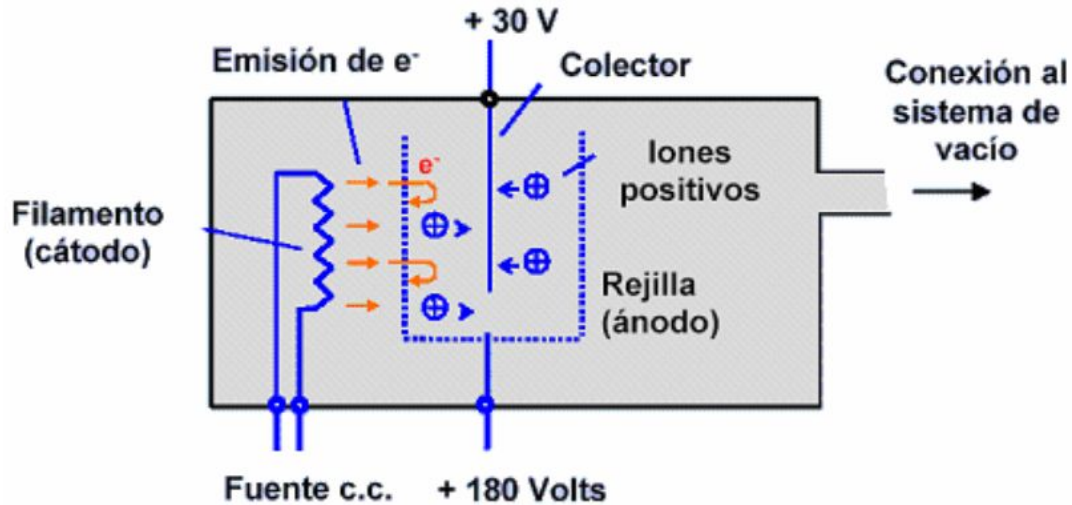 + 30 V
Emisión de e-
Colector
Conexión al
sistema de
vacío
e-
Iones
positivos
Filamento
(cátodo)
Rejilla
(ánodo)
Fuente c.c.
+ 180 Volts